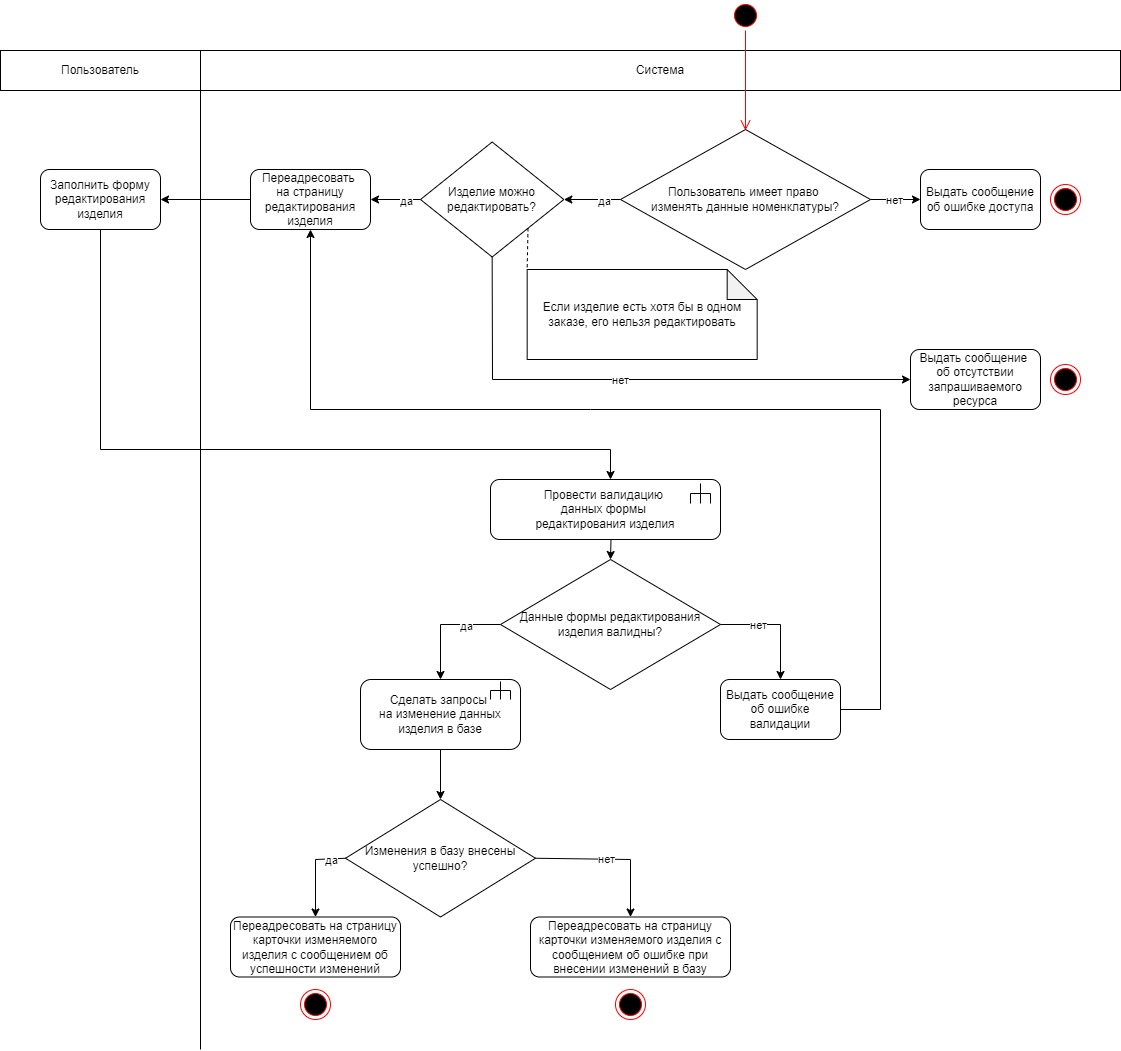 Пользователь
Система
Заполнить форму
редактирования
изделия
Переадресовать
на страницу
редактирования
изделия
да
Изделие можно
редактировать?
да
Пользователь имеет право
изменять данные номенклатуры?
нет
Выдать сообщение
об ошибке доступа
Если изделие есть хотя бы в одном
заказе, его нельзя редактировать
нет
Выдать сообщение
об отсутствии
запрашиваемого
ресурса
Провести валидацию
данных формы
редактирования изделия
Данные формы редактирования
изделия валидны?
да
нет
Сделать запросы
на изменение данных
изделия в базе
Выдать сообщение
об ошибке
валидации
Изменения в базу внесены
успешно?
да
нет
Переадресовать на страницу
карточки изменяемого
изделия с сообщением об
успешности изменений
Переадресовать на страницу
карточки изменяемого изделия с
сообщением об ошибке при
внесении изменений в базу